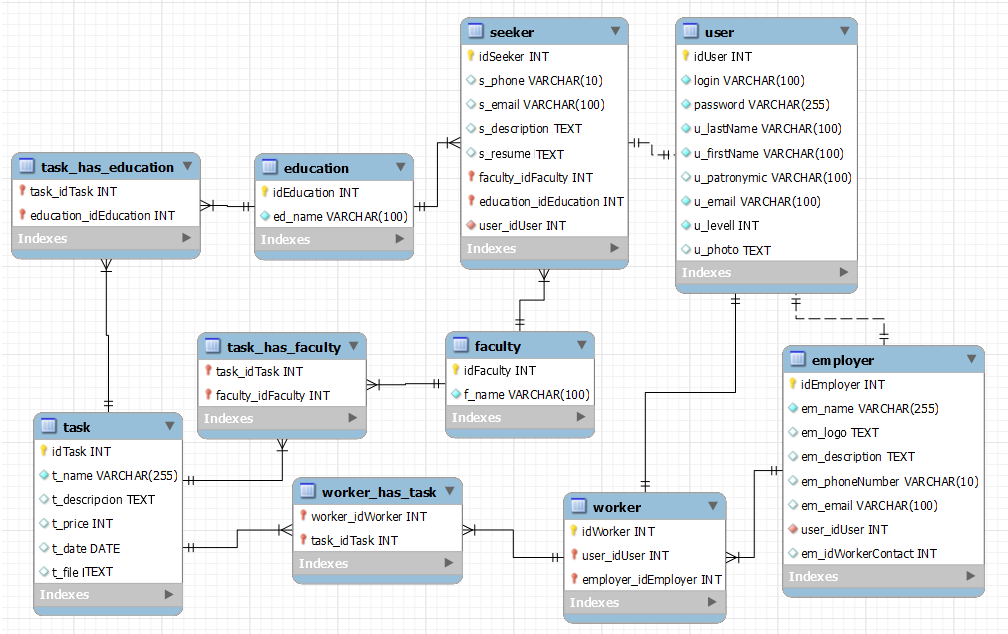 seeker
idSeeker INT
s_phone VARCHAR(10)
s_email VARCHAR(100)
s_description TEXT
s_resume TEXT
faculty_idFaculty INT
education_idEducation INT
user_idUser INT
Indexes
user
idUser INT
login VARCHAR(100)
password VARCHAR(255)
u_lastName VARCHAR(100)
u_firstName VARCHAR(100)
u_patronymic VARCHAR(100)
u_email VARCHAR(100)
u_levell INT
u_photo TEXT
Indexes
task_has_education
task_idTask INT
education_idEducation INT
Indexes
education
idEducation INT
ed_name VARCHAR(100)
Indexes
task_has_faculty
task_idTask INT
faculty_idFaculty INT
Indexes
faculty
idFaculty INT
f_name VARCHAR(100)
Indexes
employer
idEmployer INT
em_name VARCHAR(255)
em_logo TEXT
em_description TEXT
em_phoneNumber VARCHAR(10)
em_email VARCHAR(100)
user_idUser INT
em_idWorkerContact INT
Indexes
task
idTask INT
t_name VARCHAR(255)
t_descripcion TEXT
t_price INT
t_date DATE
t_file TEXT
Indexes
worker_has_task
worker_idWorker INT
task_idTask INT
Indexes
worker
idWorker INT
user_idUser INT
employer_idEmployer INT
Indexes